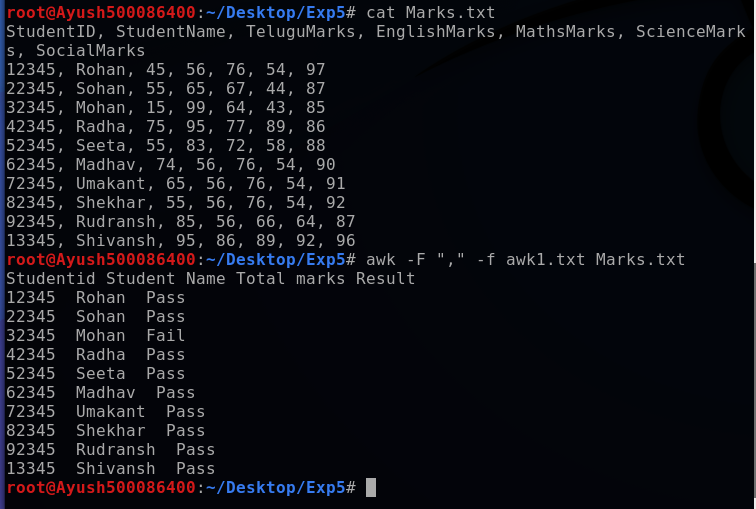 root@Ayush500086400:~/Desktop/Exp5# cat Marks.txt
StudentID, StudentName, TeluguMarks, EnglishMarks, MathsMarks, ScienceMark
s, SocialMarks
12345, Rohan, 45, 56, 76, 54, 97
22345, Sohan, 55, 65, 67, 44, 87
32345, Mohan, 15, 99, 64, 43, 85
42345, Radha, 75, 95, 77, 89, 86
52345, Seeta, 55, 83, 72, 58, 88
62345, Madhav, 74, 56, 76, 54, 90
72345, Umakant, 65, 56, 76, 54, 91
82345, Shekhar, 55, 56, 76, 54, 92
92345, Rudransh, 85, 56, 66, 64, 87
13345, Shivansh, 95, 86, 89, 92, 96
root@Ayush500086400:~/Desktop/Exp5# awk -F "," -f awk1.txt Marks.txt
Studentid Student Name Total marks Result
12345  Rohan  Pass
22345  Sohan  Pass
32345  Mohan  Fail
42345  Radha  Pass
52345  Seeta  Pass
62345  Madhav  Pass
72345  Umakant  Pass
82345  Shekhar  Pass
92345  Rudransh  Pass
13345  Shivansh  Pass
root@Ayush500086400:~/Desktop/Exp5#